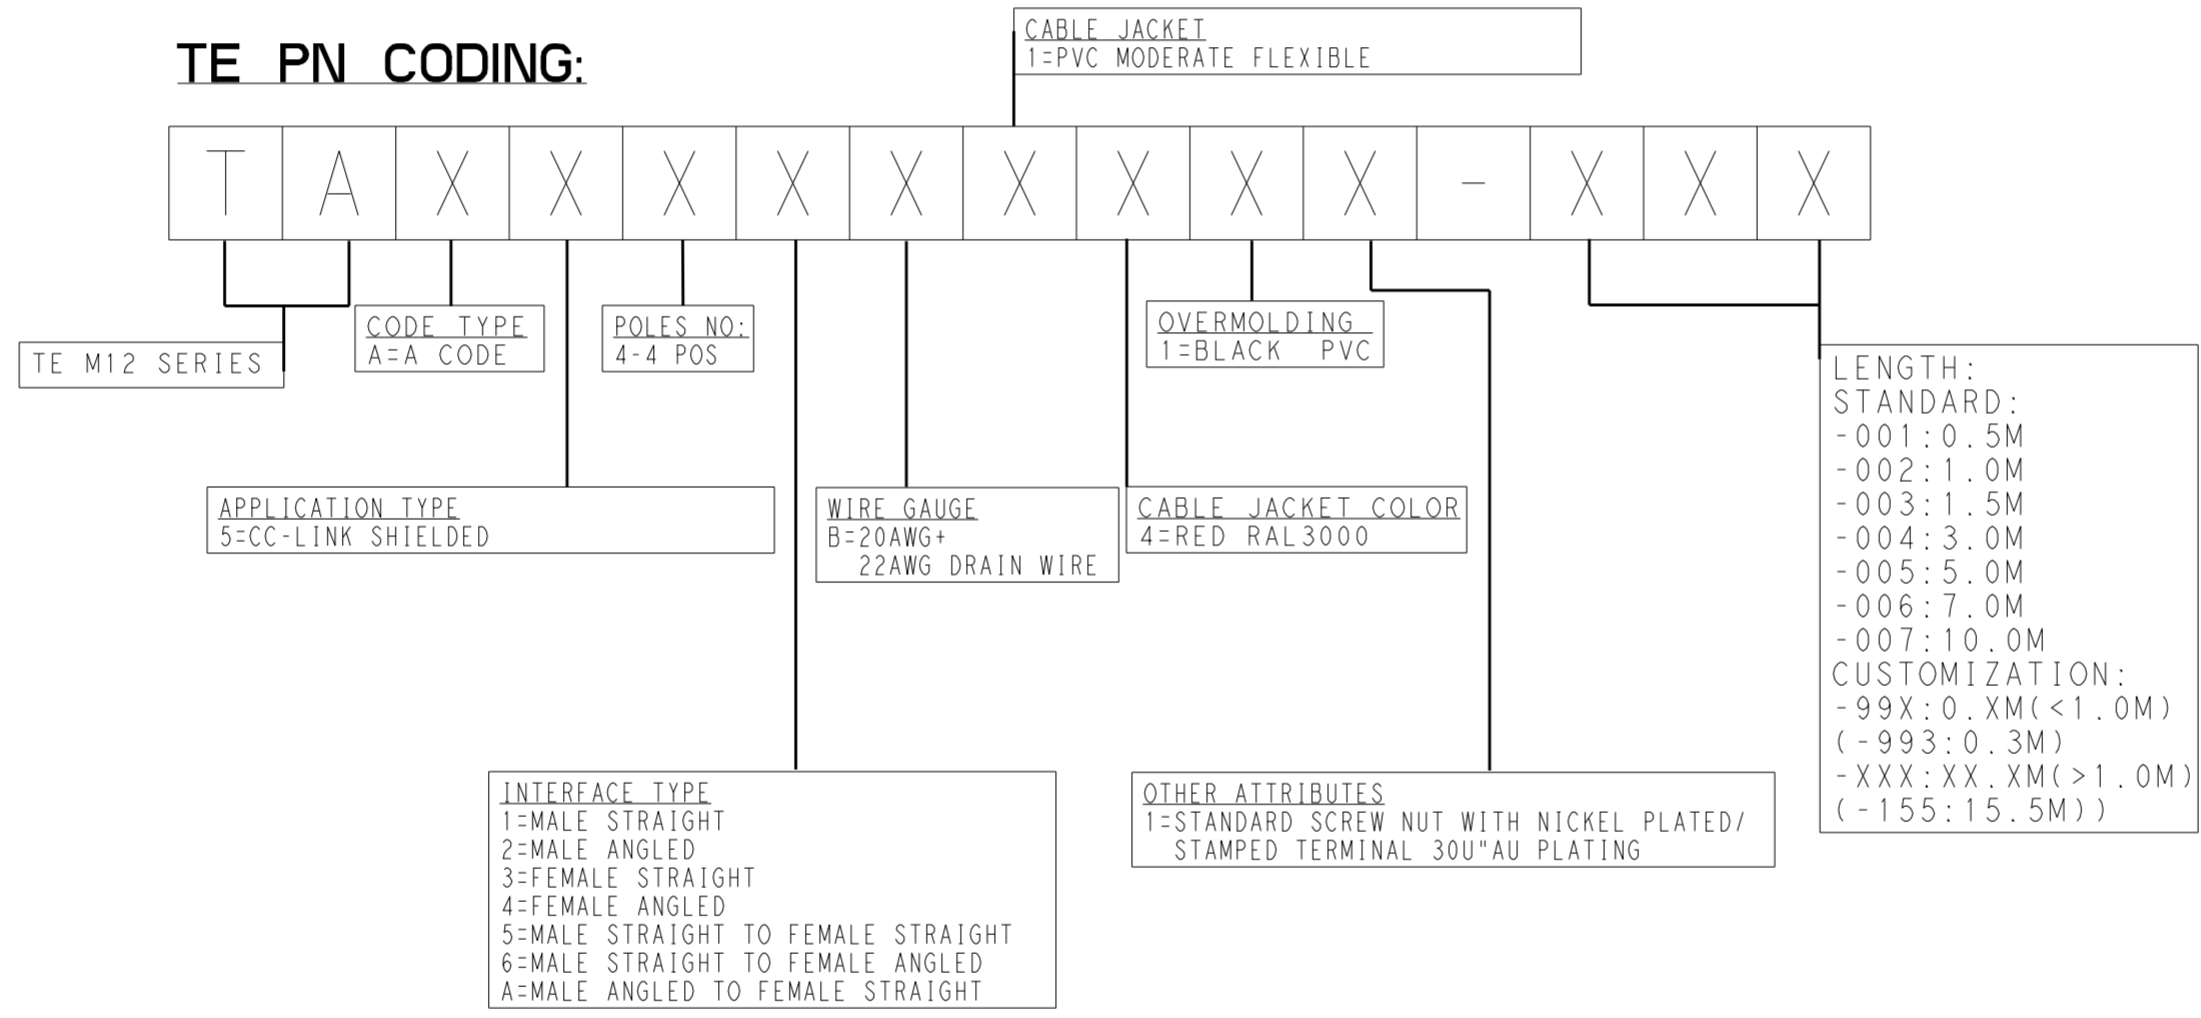 TE PN CODING:
CABLE JACKET
1=PVC MODERATE FLEXIBLE
T A X X X X X X X X X - X X X
TE M12 SERIES
CODE TYPE
A=A CODE
POLES NO:
4-4 POS
OVERMOLDING
1=BLACK PVC
APPLICATION TYPE
5=CC-LINK SHIELDED
WIRE GAUGE
B=20AWG+
22AWG DRAIN WIRE
CABLE JACKET COLOR
4=RED RAL3000
LENGTH:
STANDARD:
-001:0.5M
-002:1.0M
-003:1.5M
-004:3.0M
-005:5.0M
-006:7.0M
-007:10.0M
CUSTOMIZATION:
-99X:0.XM(<1.0M)
(-993:0.3M)
-XXX:XX.XM(>1.0M)
(-155:15.5M))
INTERFACE TYPE
1=MALE STRAIGHT
2=MALE ANGLED
3=FEMALE STRAIGHT
4=FEMALE ANGLED
5=MALE STRAIGHT TO FEMALE STRAIGHT
6=MALE STRAIGHT TO FEMALE ANGLED
A=MALE ANGLED TO FEMALE STRAIGHT
OTHER ATTRIBUTES
1=STANDARD SCREW NUT WITH NICKEL PLATED/
STAMPED TERMINAL 30U"AU PLATING